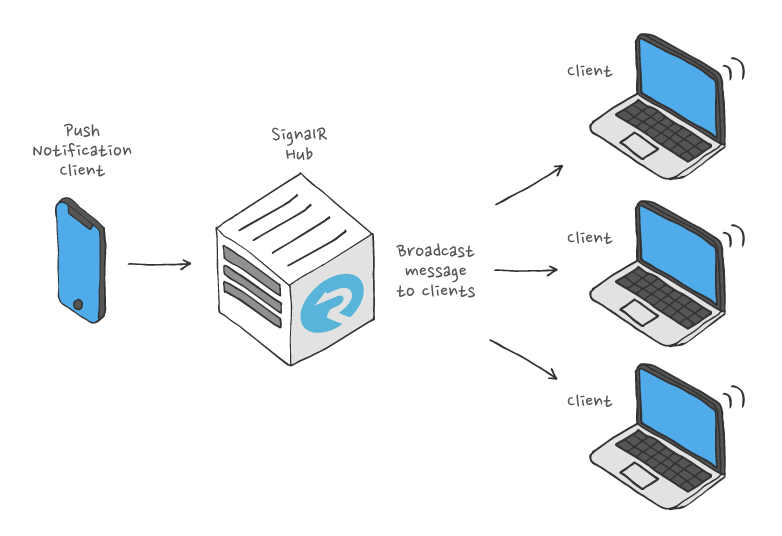 Push
Notification
Client
SignalR
Hub
Broadcast
message
to clients
Client
Client
Client